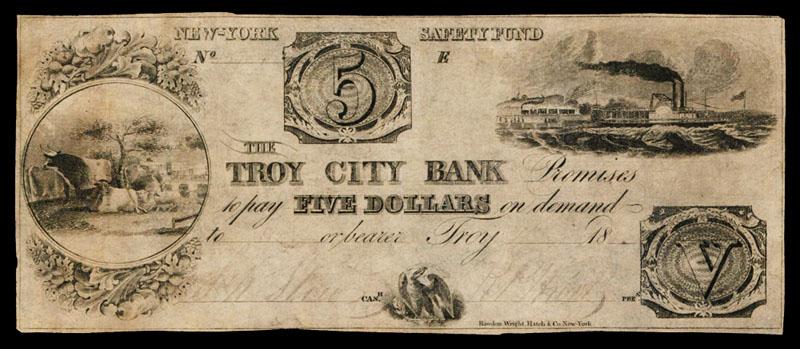 NEW-YORK SAFETY FUND
No E
5
THE
TROY CITY BANK Promises
to pay FIVE DOLLARS on demand
to or bearer Troy 18
V
CAS.H PRE.T
Rawdon Wright, Hatch & Co. New-York